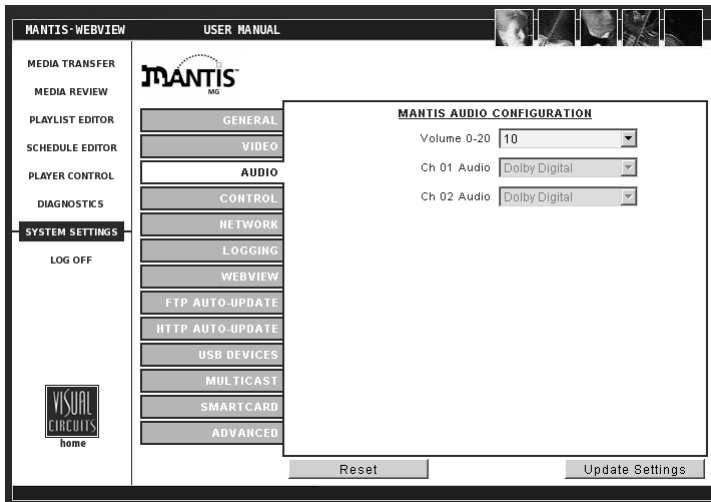 MANTIS-WEBVIEW USER MANUAL
MEDIA TRANSFER
MEDIA REVIEW
PLAYLIST EDITOR
SCHEDULE EDITOR
PLAYER CONTROL
DIAGNOSTICS
SYSTEM SETTINGS
LOG OFF
VISUAL
CIRCUITS
home
MANTIS
MG
GENERAL
VIDEO
AUDIO
CONTROL
NETWORK
LOGGING
WEBVIEW
FTP AUTO-UPDATE
HTTP AUTO-UPDATE
USB DEVICES
MULTICAST
SMARTCARD
ADVANCED
MANTIS AUDIO CONFIGURATION
Volume 0-20 10
Ch 01 Audio Dolby Digital
Ch 02 Audio Dolby Digital
Reset Update Settings